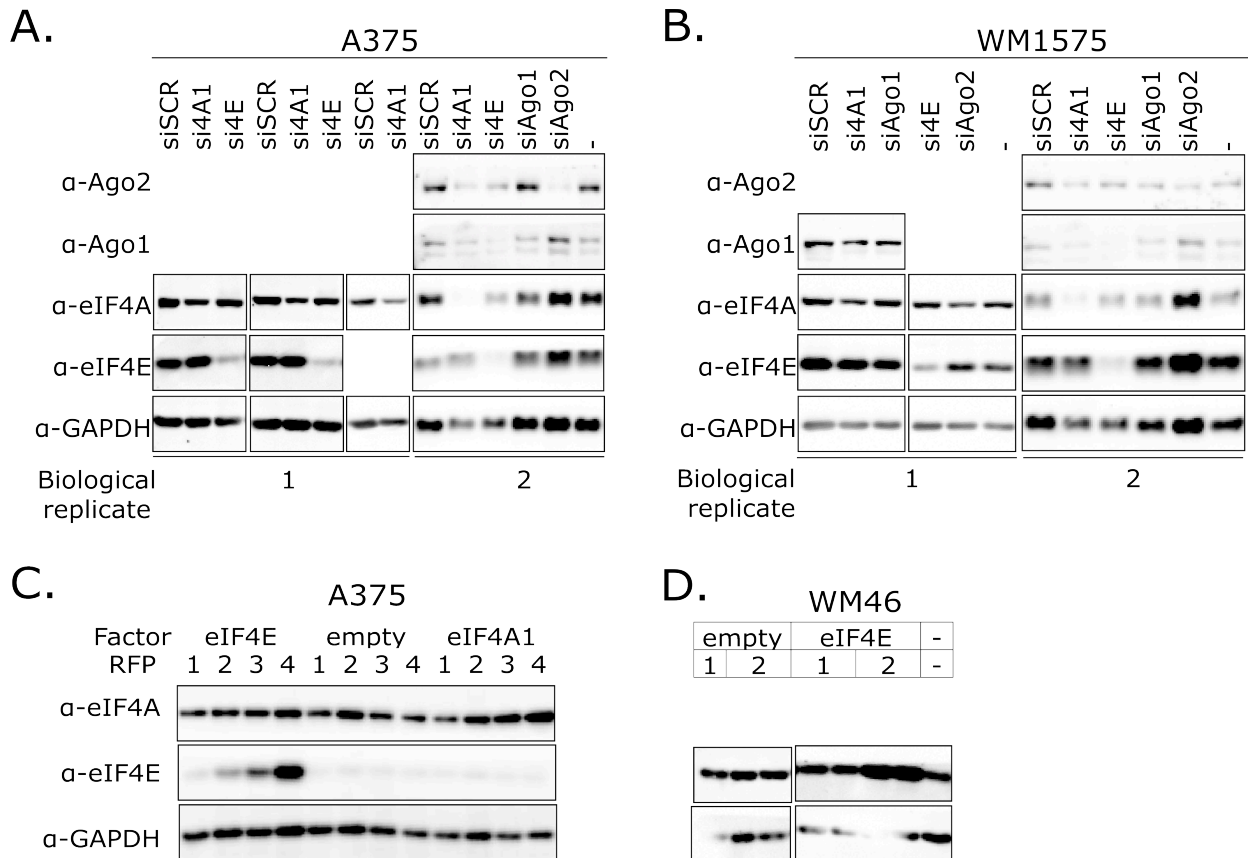 A.
A375
siSCR si4A1 si4E siSCR si4A1 si4E siSCR si4A1 siSCR si4A1 si4E siAgo1 siAgo2 -
ɑ-Ago2
ɑ-Ago1
ɑ-eIF4A
ɑ-eIF4E
ɑ-GAPDH
Biological replicate
1 2
B.
WM1575
siSCR si4A1 siAgo1 si4E siAgo2 - siSCR si4A1 si4E siAgo1 siAgo2 -
ɑ-Ago2
ɑ-Ago1
ɑ-eIF4A
ɑ-eIF4E
ɑ-GAPDH
Biological replicate
1 2
C.
A375
Factor eIF4E empty eIF4A1
RFP 1 2 3 4 1 2 3 4 1 2 3 4
ɑ-eIF4A
ɑ-eIF4E
ɑ-GAPDH
D.
WM46
empty eIF4E -
1 2 1 2 -